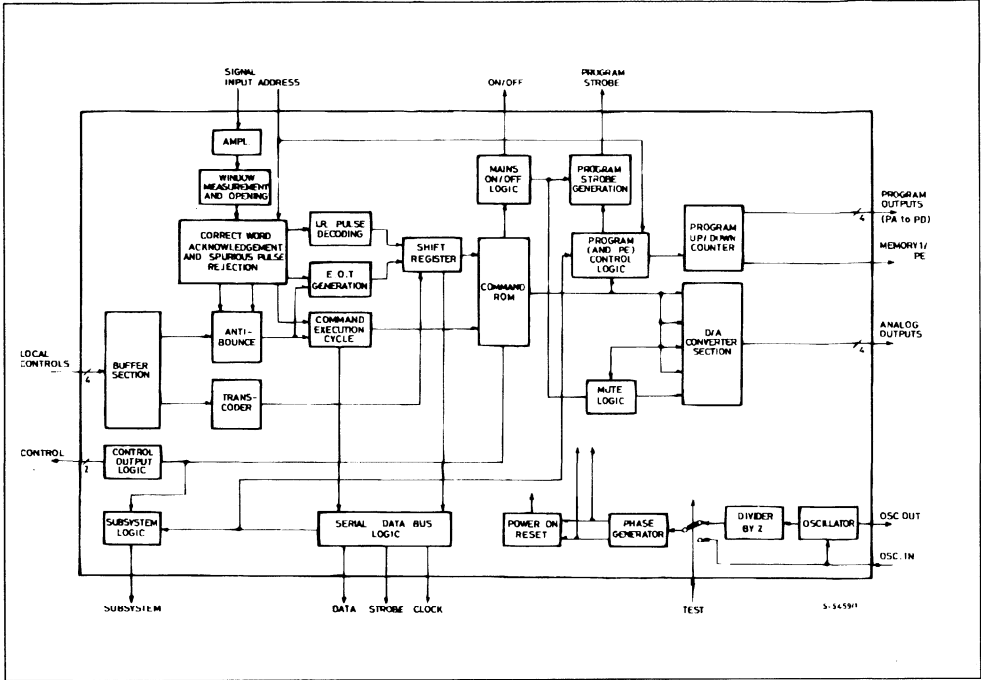 SIGNAL
INPUT ADDRESS
ON/OFF
PROGRAM
STROBE
AMPL.
WINDOW
MEASUREMENT
AND OPENING
MAINS
ON/OFF
LOGIC
PROGRAM
STROBE
GENERATION
PROGRAM
OUTPUTS
(PA to PD)
4
CORRECT WORD
ACKNOWLEDGEMENT
AND SPURIOUS PULSE
REJECTION
I.R. PULSE
DECODING
SHIFT
REGISTER
PROGRAM
(AND PE)
CONTROL
LOGIC
PROGRAM
UP/DOWN
COUNTER
MEMORY 1/
PE
E.O.T
GENERATION
COMMAND
ROM
LOCAL
CONTROLS
4
BUFFER
SECTION
ANTI-
BOUNCE
COMMAND
EXECUTION
CYCLE
D/A
CONVERTER
SECTION
ANALOG
OUTPUTS
4
TRANS-
CODER
MUTE
LOGIC
CONTROL
2
CONTROL
OUTPUT
LOGIC
SUBSYSTEM
LOGIC
SERIAL DATA BUS
LOGIC
POWER ON
RESET
PHASE
GENERATOR
DIVIDER
BY 2
OSCILLATOR
OSC OUT
OSC. IN
SUBSYSTEM
DATA
STROBE
CLOCK
TEST
S-5459/1